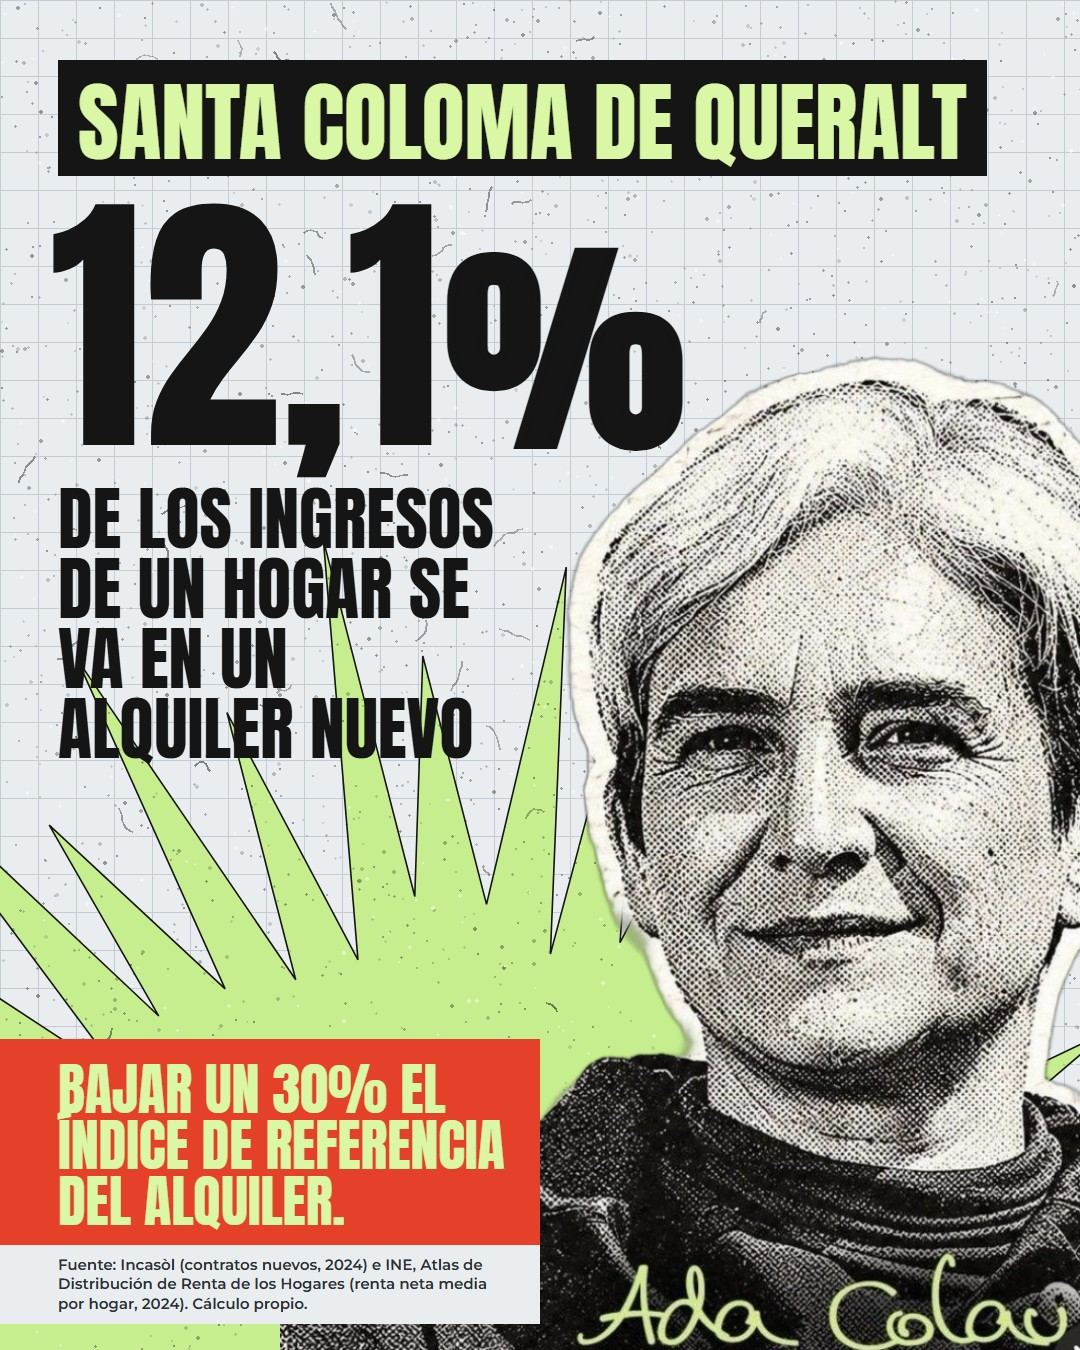 SANTA COLOMA DE QUERALT
12,1%
DE LOS INGRESOS
DE UN HOGAR SE
VA EN UN
ALQUILER NUEVO
BAJAR UN 30% EL
ÍNDICE DE REFERENCIA
DEL ALQUILER.
Fuente: Incasòl (contratos nuevos, 2024) e INE, Atlas de
Distribución de Renta de los Hogares (renta neta media
por hogar, 2024). Cálculo propio.
Ada Colau